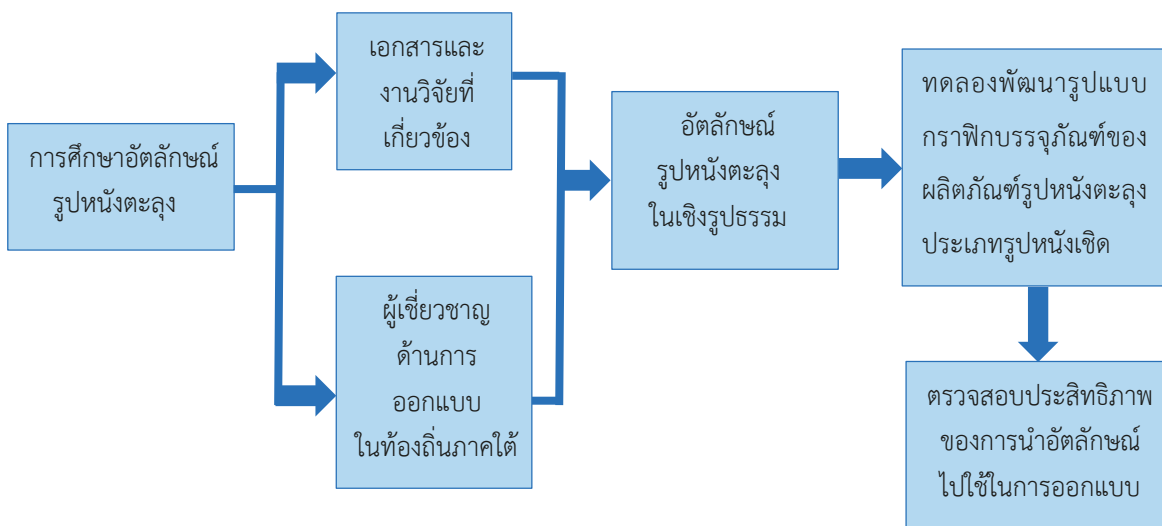 การศึกษาอัตลักษณ์
รูปหนังตะลุง
เอกสารและ
งานวิจัยที่
เกี่ยวข้อง
ผู้เชี่ยวชาญ
ด้านการ
ออกแบบ
ในท้องถิ่นภาคใต้
อัตลักษณ์
รูปหนังตะลุง
ในเชิงรูปธรรม
ทดลองพัฒนารูปแบบ
กราฟิกบรรจุภัณฑ์ของ
ผลิตภัณฑ์รูปหนังตะลุง
ประเภทรูปหนังเชิด
ตรวจสอบประสิทธิภาพ
ของการนำอัตลักษณ์
ไปใช้ในการออกแบบ